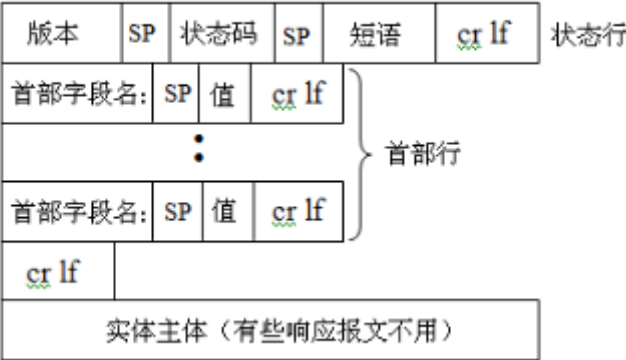 版本 SP 状态码 SP 短语 cr lf 状态行
首部字段名: SP 值 cr lf
首部行
首部字段名: SP 值 cr lf
cr lf
实体主体（有些响应报文不用）